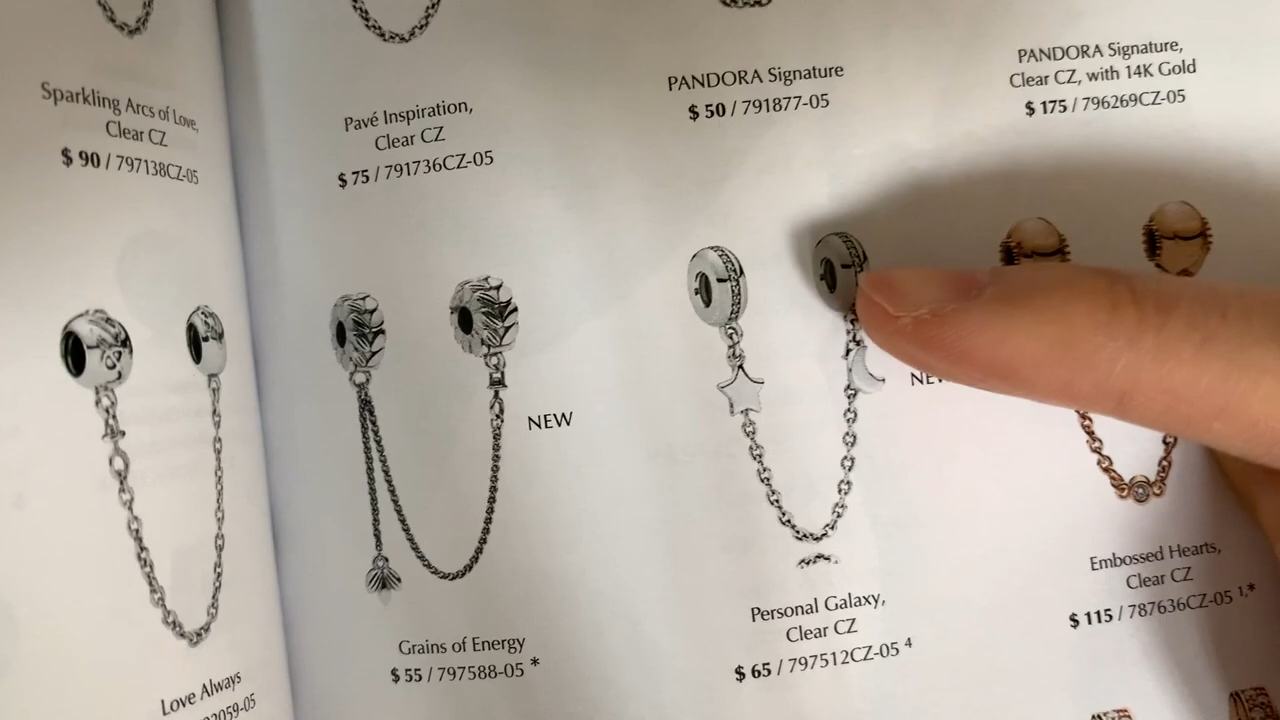 Sparkling Arcs of Love,
Clear CZ
$ 90 / 797138CZ-05
Pavé Inspiration,
Clear CZ
$ 75 / 791736CZ-05
PANDORA Signature
$ 50 / 791877-05
PANDORA Signature,
Clear CZ, with 14K Gold
$ 175 / 796269CZ-05
Love Always
NEW
Grains of Energy
$ 55 / 797588-05 *
Personal Galaxy,
Clear CZ
$ 65 / 797512CZ-05 4
Embossed Hearts,
Clear CZ
$ 115 / 787636CZ-05 1,*